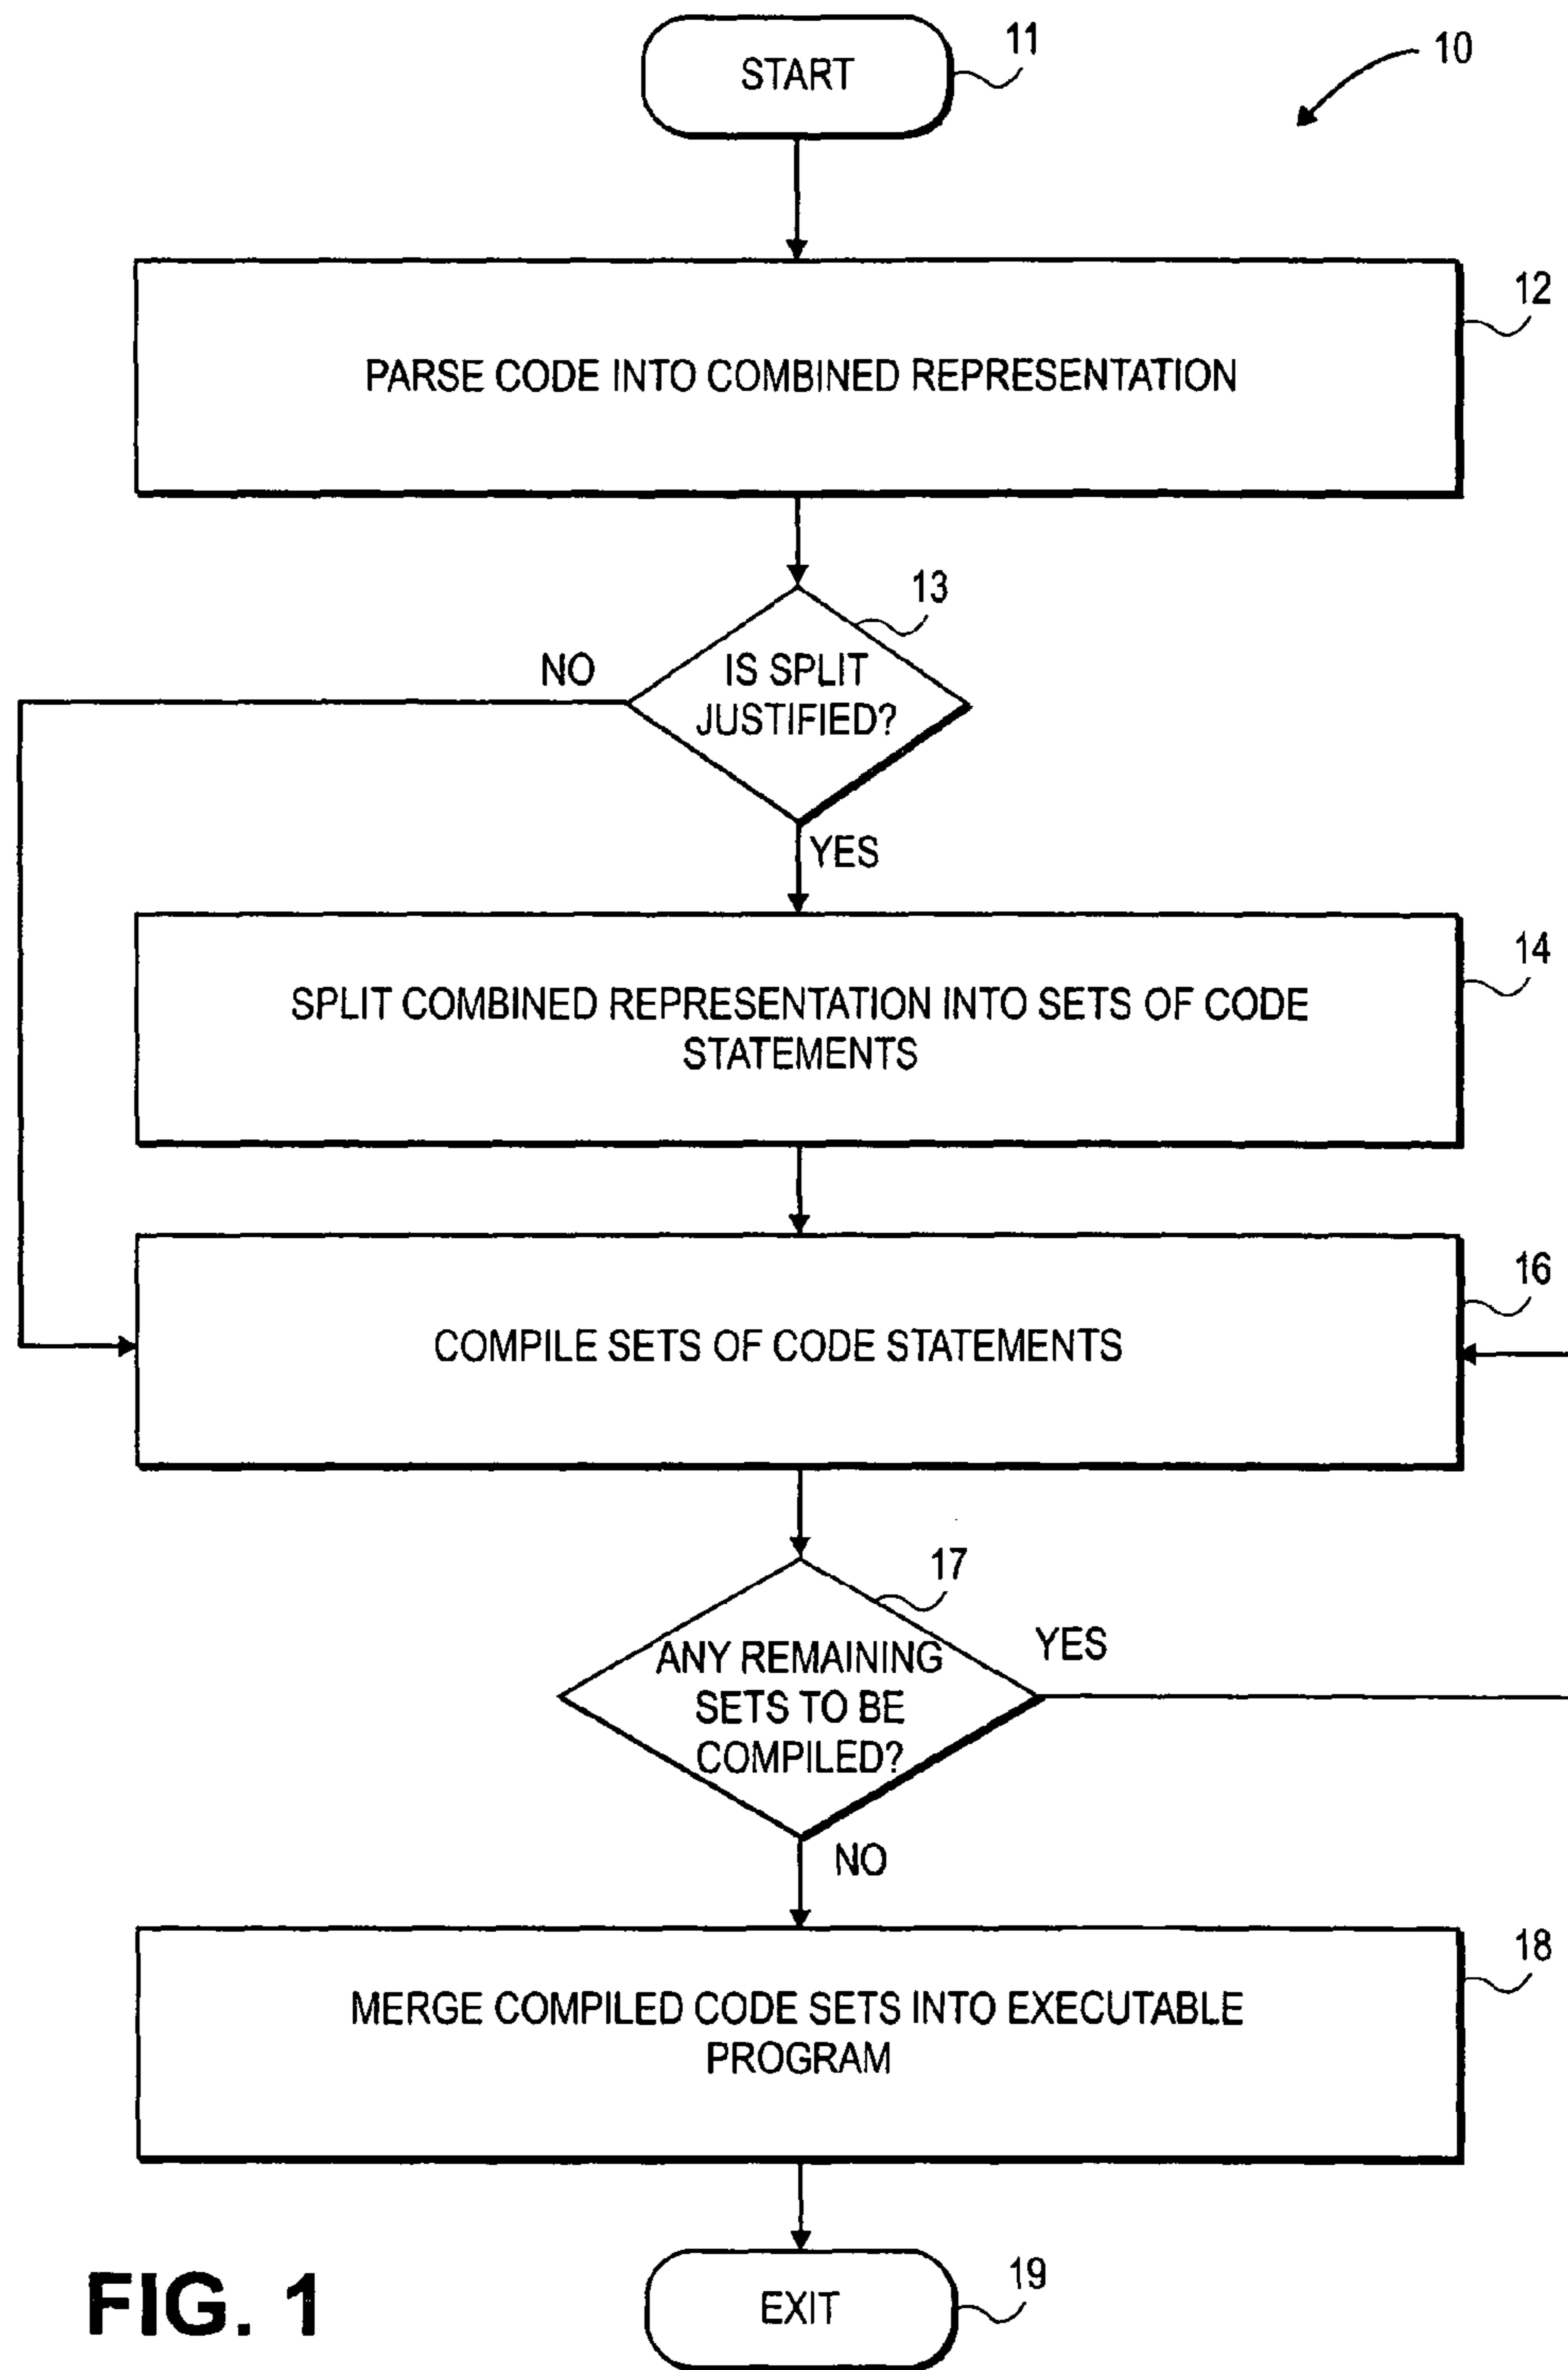 START
11
10
PARSE CODE INTO COMBINED REPRESENTATION
12
13
IS SPLIT
JUSTIFIED?
NO
YES
SPLIT COMBINED REPRESENTATION INTO SETS OF CODE
STATEMENTS
14
COMPILE SETS OF CODE STATEMENTS
16
17
ANY REMAINING
SETS TO BE
COMPILED?
YES
NO
MERGE COMPILED CODE SETS INTO EXECUTABLE
PROGRAM
18
EXIT
19
FIG. 1